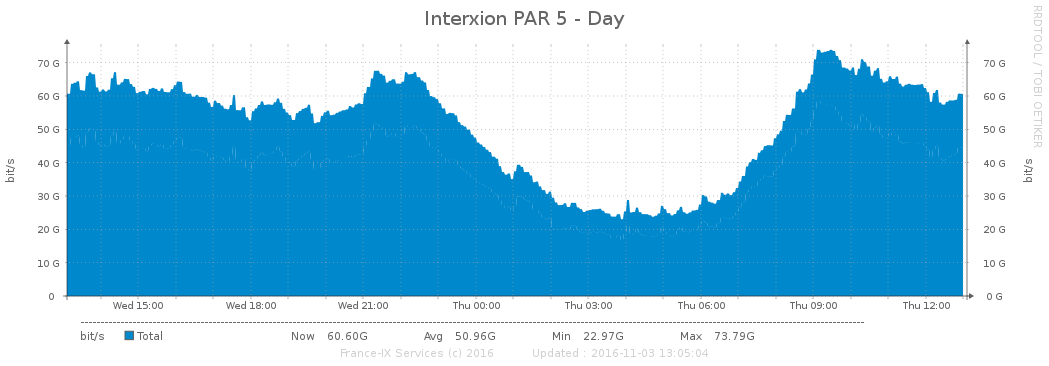 Interxion PAR 5 - Day
RRDTOOL / TOBI OETIKER
bit/s
70 G 70 G
60 G 60 G
50 G 50 G
40 G 40 G
30 G 30 G
20 G 20 G
10 G 10 G
0 0 G
bit/s
Wed 15:00 Wed 18:00 Wed 21:00 Thu 00:00 Thu 03:00 Thu 06:00 Thu 09:00 Thu 12:00
bit/s Total Now 60.60G Avg 50.96G Min 22.97G Max 73.79G
France-IX Services (c) 2016 Updated : 2016-11-03 13:05:04